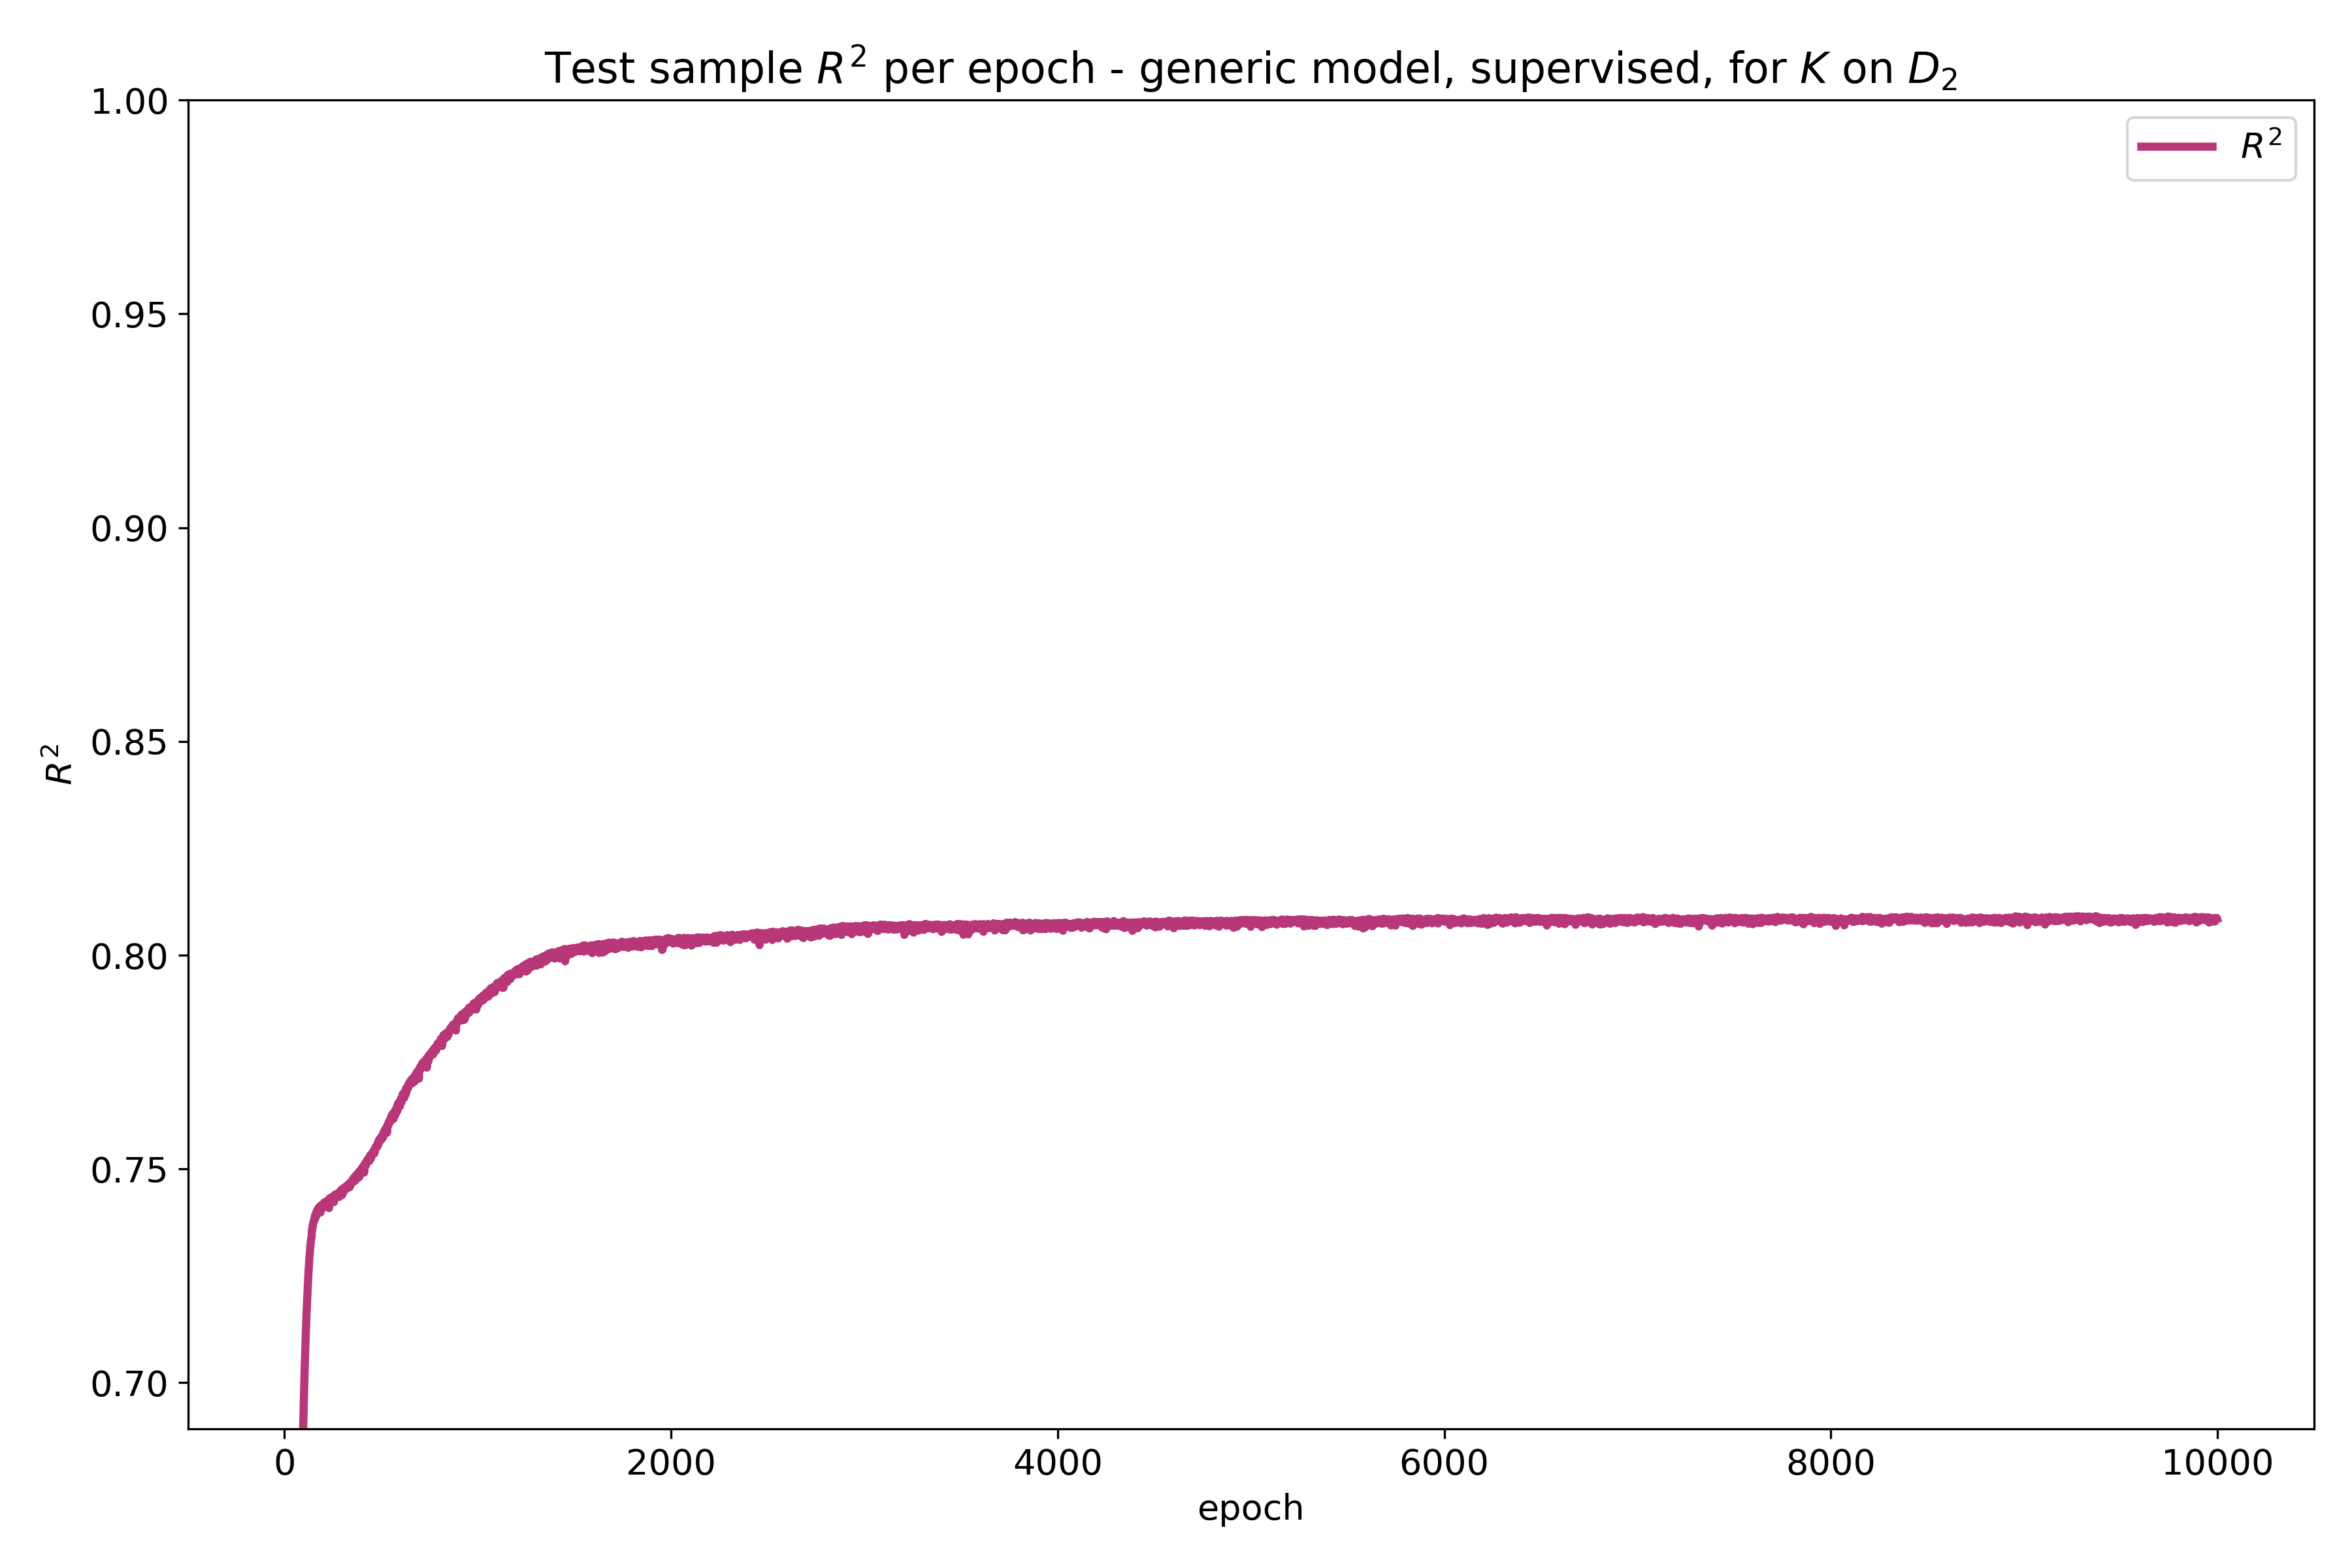 Test sample R² per epoch - generic model, supervised, for K on D₂
R²
1.00
0.95
0.90
0.85
0.80
0.75
0.70
R²
0 2000 4000 6000 8000 10000
epoch